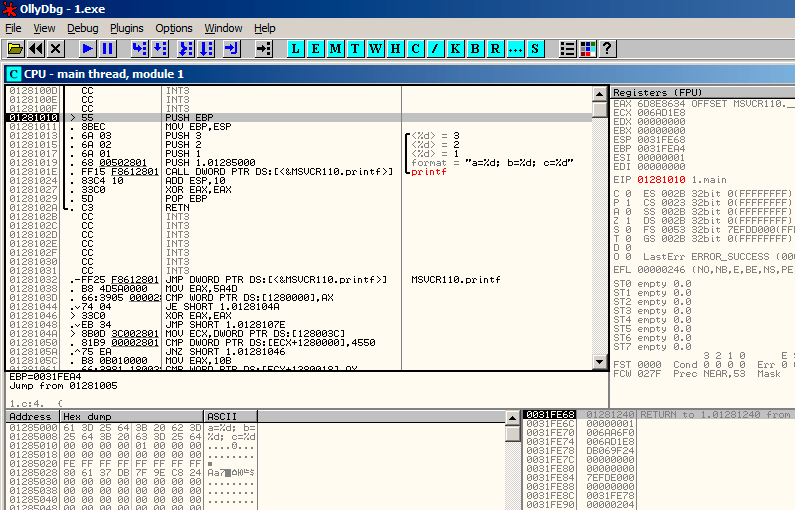 OllyDbg - 1.exe
File View Debug Plugins Options Window Help
L E M T W H C / K B R ... S ?
C CPU - main thread, module 1
0128100D CC INT3
0128100E CC INT3
0128100F CC INT3
01281010 > 55 PUSH EBP
01281011 . 8BEC MOV EBP,ESP
01281013 . 6A 03 PUSH 3 <%d> = 3
01281015 . 6A 02 PUSH 2 <%d> = 2
01281017 . 6A 01 PUSH 1 <%d> = 1
01281019 . 68 00502801 PUSH 1.01285000 format = "a=%d; b=%d; c=%d"
0128101E . FF15 F8612801 CALL DWORD PTR DS:[<&MSVCR110.printf>] printf
01281024 . 83C4 10 ADD ESP,10
01281027 . 33C0 XOR EAX,EAX
01281029 . 5D POP EBP
0128102A . C3 RETN
0128102B CC INT3
0128102C CC INT3
0128102D CC INT3
0128102E CC INT3
0128102F CC INT3
01281030 CC INT3
01281031 CC INT3
01281032 .-FF25 F8612801 JMP DWORD PTR DS:[<&MSVCR110.printf>] MSVCR110.printf
01281038 . B8 4D5A0000 MOV EAX,5A4D
0128103D . 66:3905 000028 CMP WORD PTR DS:[1280000],AX
01281044 . 74 04 JE SHORT 1.0128104A
01281046 > 33C0 XOR EAX,EAX
01281048 . EB 34 JMP SHORT 1.0128107E
0128104A > 8B0D 3C002801 MOV ECX,DWORD PTR DS:[128003C]
01281050 . 81B9 00002801 CMP DWORD PTR DS:[ECX+1280000],4550
0128105A .^75 EA JNZ SHORT 1.01281046
0128105C . B8 0B010000 MOV EAX,10B
01281061 . 66:3981 180028 CMP WORD PTR DS:[ECX+1280018],AX
EBP=0031FEA4
Jump from 01281005
1.c:4. {
Registers (FPU)
EAX 6D8E8634 OFFSET MSVCR110.
ECX 006AD1E8
EDX 00000000
EBX 00000000
ESP 0031FE68
EBP 0031FEA4
ESI 00000001
EDI 00000000
EIP 01281010 1.main
C 0 ES 002B 32bit 0(FFFFFFFF)
P 1 CS 0023 32bit 0(FFFFFFFF)
A 0 SS 002B 32bit 0(FFFFFFFF)
Z 1 DS 002B 32bit 0(FFFFFFFF)
S 0 FS 0053 32bit 7EFDD000(FFF
T 0 GS 002B 32bit 0(FFFFFFFF)
D 0
O 0 LastErr ERROR_SUCCESS (000
EFL 00000246 (NO,NB,E,BE,NS,PE
ST0 empty 0.0
ST1 empty 0.0
ST2 empty 0.0
ST3 empty 0.0
ST4 empty 0.0
ST5 empty 0.0
ST6 empty 0.0
ST7 empty 0.0
3 2 1 0 E S
FST 0000 Cond 0 0 0 0 Err 0
FCW 027F Prec NEAR,53 Mask
Address Hex dump ASCII
01285000 61 3D 25 64 3B 20 62 3D a=%d; b=
01285008 25 64 3B 20 63 3D 25 64 %d; c=%d
01285010 00 00 00 00 01 00 00 00
01285018 00 00 00 00 00 00 00 00 ........
01285020 FE FF FF FF FF FF FF FF
01285028 80 61 37 DB 7F 9E C8 24
01285030 00 00 00 00 00 00 00 00 ........
01285038 00 00 00 00 00 00 00 00 ........
01285040 00 00 00 00 00 00 00 00 ........
01285048 00 00 00 00 00 00 00 00 ........
0031FE68 01281240 RETURN to 1.01281240 from
0031FE6C 00000001
0031FE70 006AA6F0
0031FE74 006AD1E8
0031FE78 DB069F24
0031FE7C 00000000
0031FE80 00000000
0031FE84 7EFDE000
0031FE88 00000000
0031FE8C 0031FE78
0031FE90 00000204